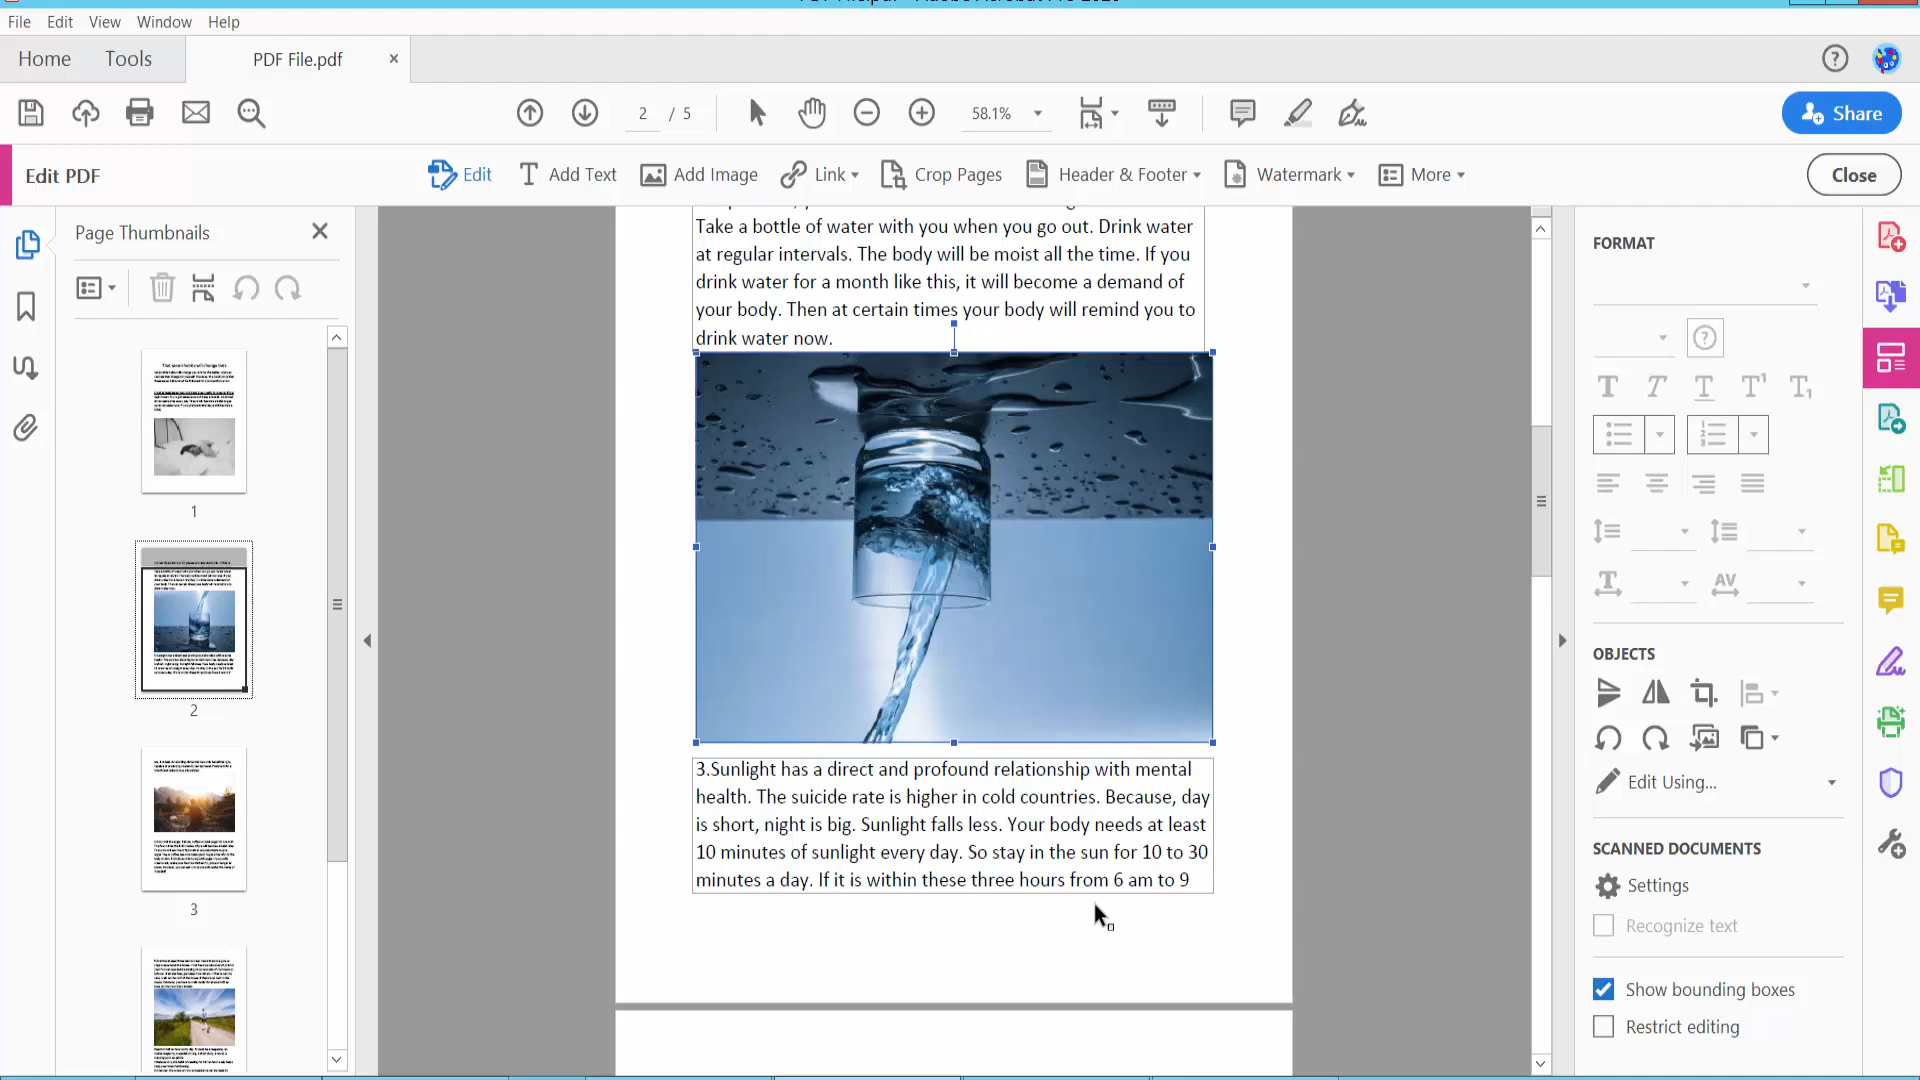 File Edit View Window Help
Home Tools PDF File.pdf
2 / 5 58.1% Share
Edit PDF Edit Add Text Add Image Link Crop Pages Header & Footer Watermark More Close
Page Thumbnails
1
2
3
Take a bottle of water with you when you go out. Drink water
at regular intervals. The body will be moist all the time. If you
drink water for a month like this, it will become a demand of
your body. Then at certain times your body will remind you to
drink water now.
3.Sunlight has a direct and profound relationship with mental
health. The suicide rate is higher in cold countries. Because, day
is short, night is big. Sunlight falls less. Your body needs at least
10 minutes of sunlight every day. So stay in the sun for 10 to 30
minutes a day. If it is within these three hours from 6 am to 9
FORMAT
OBJECTS
Edit Using...
SCANNED DOCUMENTS
Settings
Recognize text
Show bounding boxes
Restrict editing